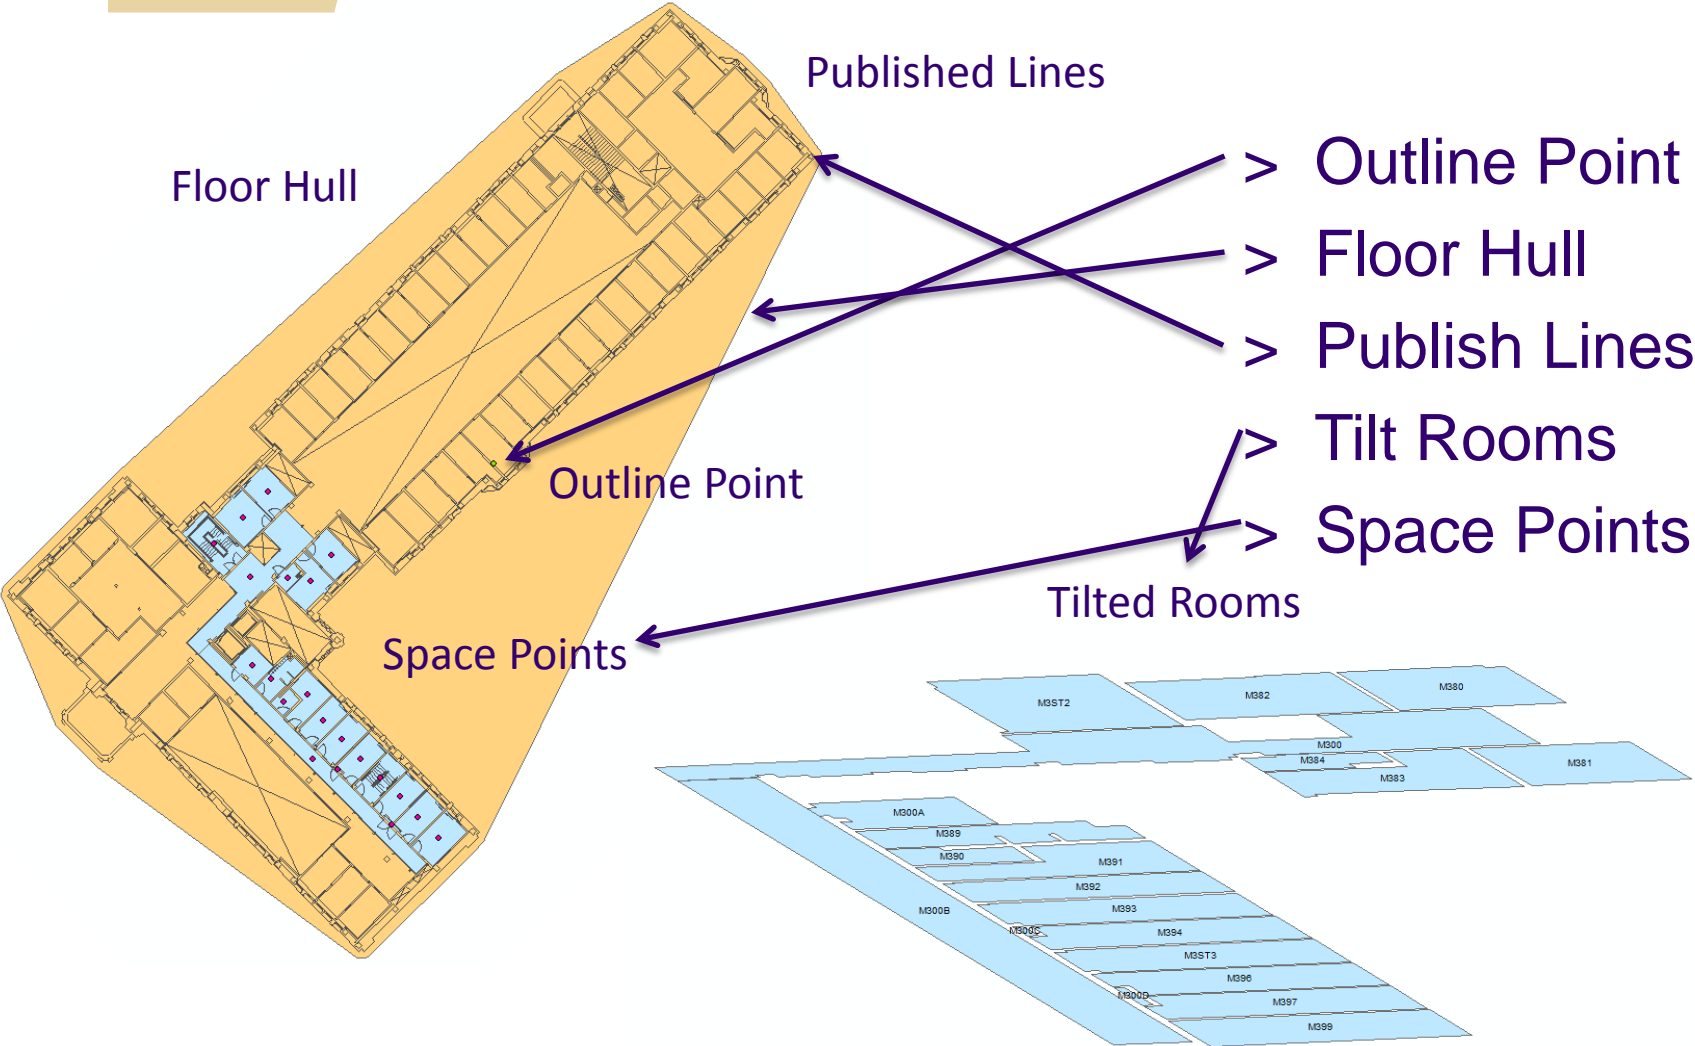 Published Lines
Floor Hull
> Outline Point
> Floor Hull
> Publish Lines
> Tilt Rooms
> Space Points
Outline Point
Space Points
Tilted Rooms
M3ST2
M382
M380
M300
M384
M383
M381
M300A
M389
M390
M391
M392
M300B
M393
M300C
M394
M3ST3
M396
M300D
M397
M399